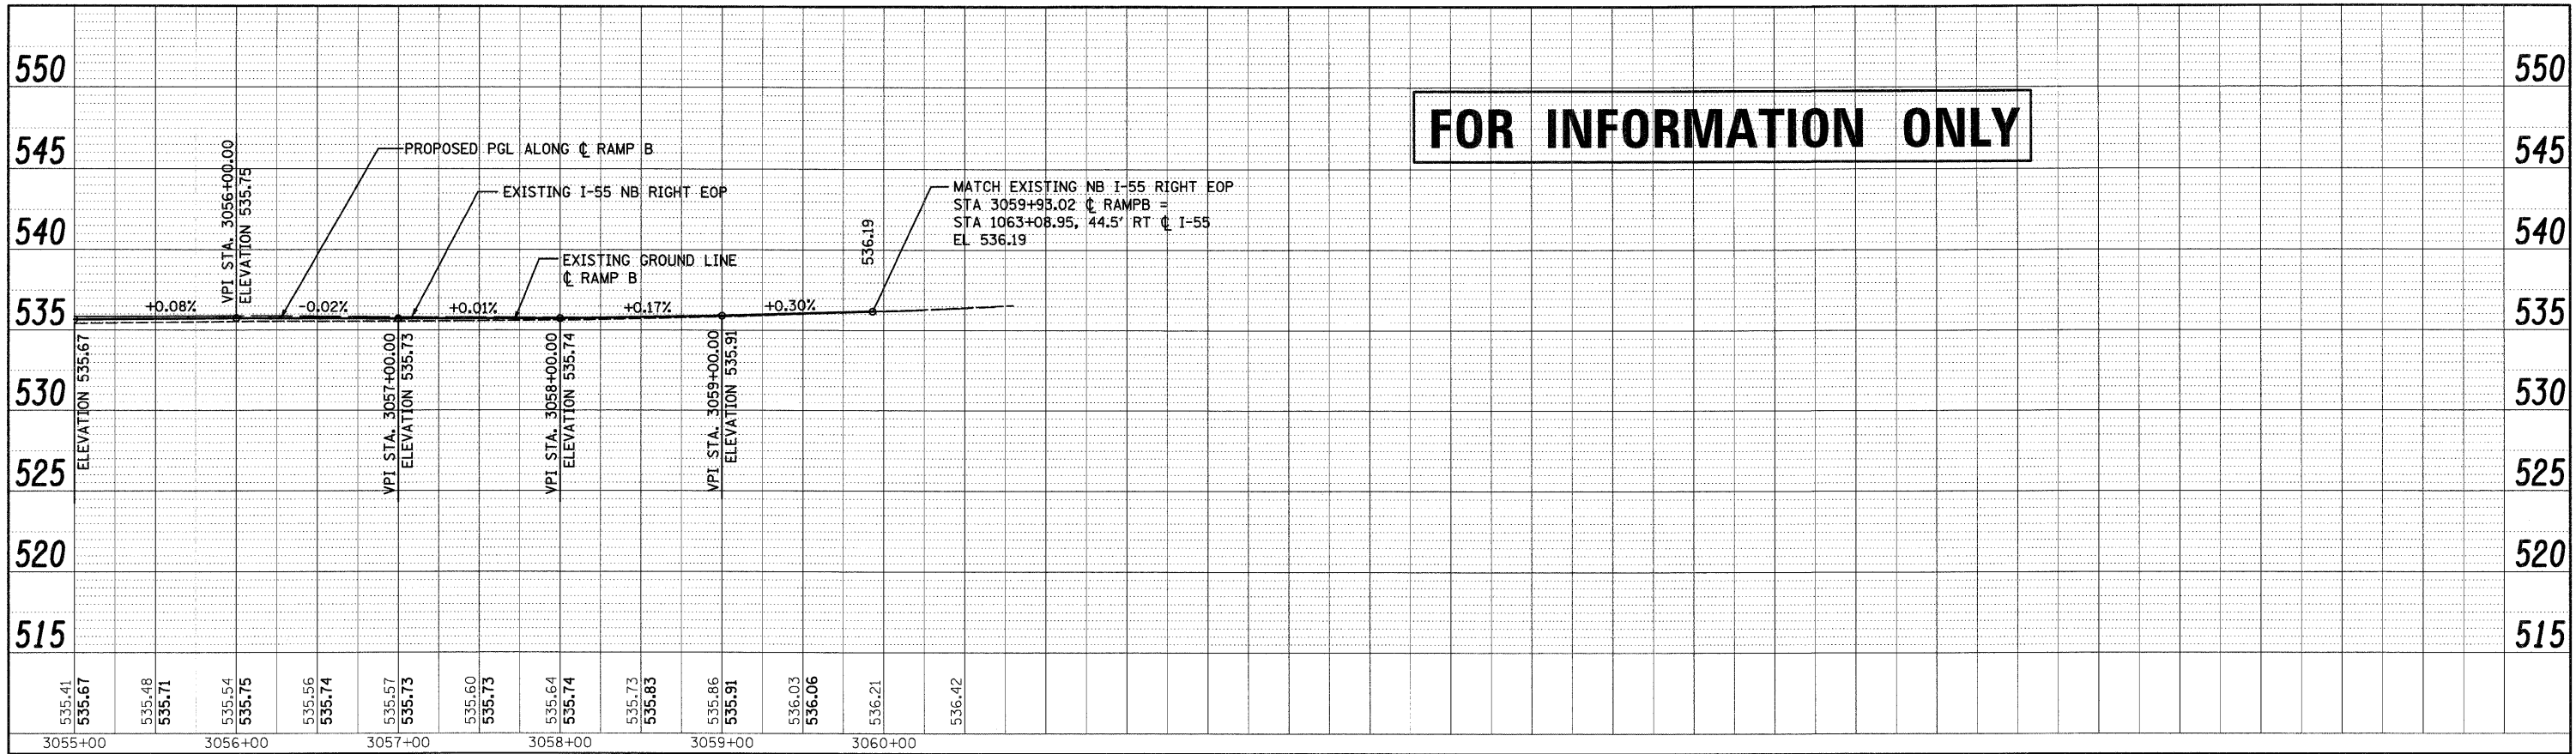 550
550
FOR INFORMATION ONLY
545
545
PROPOSED PGL ALONG ℄ RAMP B
VPI STA. 3056+00.00
ELEVATION 535.75
EXISTING I-55 NB RIGHT EOP
MATCH EXISTING NB I-55 RIGHT EOP
STA 3059+93.02 ℄ RAMPB =
STA 1063+08.95, 44.5' RT ℄ I-55
EL 536.19
540
540
536.19
EXISTING GROUND LINE
℄ RAMP B
535
+0.08%
-0.02%
+0.01%
+0.17%
+0.30%
535
ELEVATION 535.67
VPI STA. 3057+00.00
ELEVATION 535.73
VPI STA. 3058+00.00
ELEVATION 535.74
VPI STA. 3059+00.00
ELEVATION 535.91
530
530
525
525
520
520
515
515
535.41
535.67
535.48
535.71
535.54
535.75
535.56
535.74
535.57
535.73
535.60
535.73
535.64
535.74
535.73
535.83
535.86
535.91
536.03
536.06
536.21
536.42
3055+00
3056+00
3057+00
3058+00
3059+00
3060+00